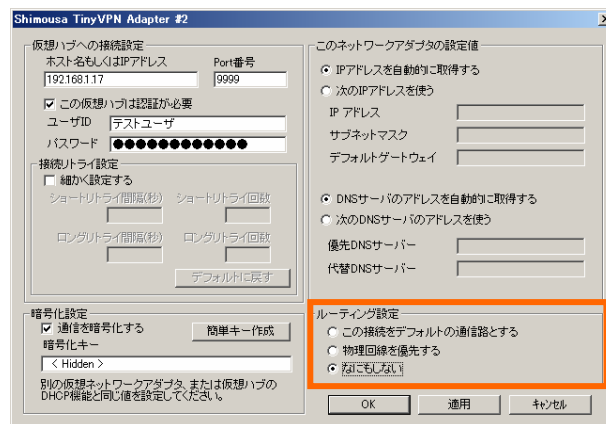 Shimousa TinyVPN Adapter #2
仮想ハブへの接続設定
ホスト名もしくはIPアドレス Port番号
192.168.1.17 9999
この仮想ハブは認証が必要
ユーザID テストユーザ
パスワード ●●●●●●●●●●●●
接続リトライ設定
細かく設定する
ショートリトライ間隔(秒) ショートリトライ回数
ロングリトライ間隔(秒) ロングリトライ回数
デフォルトに戻す
暗号化設定
通信を暗号化する 簡単キー作成
暗号化キー
< Hidden >
別の仮想ネットワークアダプタ、または仮想ハブの
DHCP機能と同じ値を設定してください。
このネットワークアダプタの設定値
IPアドレスを自動的に取得する
次のIPアドレスを使う
IP アドレス
サブネットマスク
デフォルトゲートウェイ
DNSサーバのアドレスを自動的に取得する
次のDNSサーバのアドレスを使う
優先DNSサーバー
代替DNSサーバー
ルーティング設定
この接続をデフォルトの通信路とする
物理回線を優先する
なにもしない
OK 適用 キャンセル